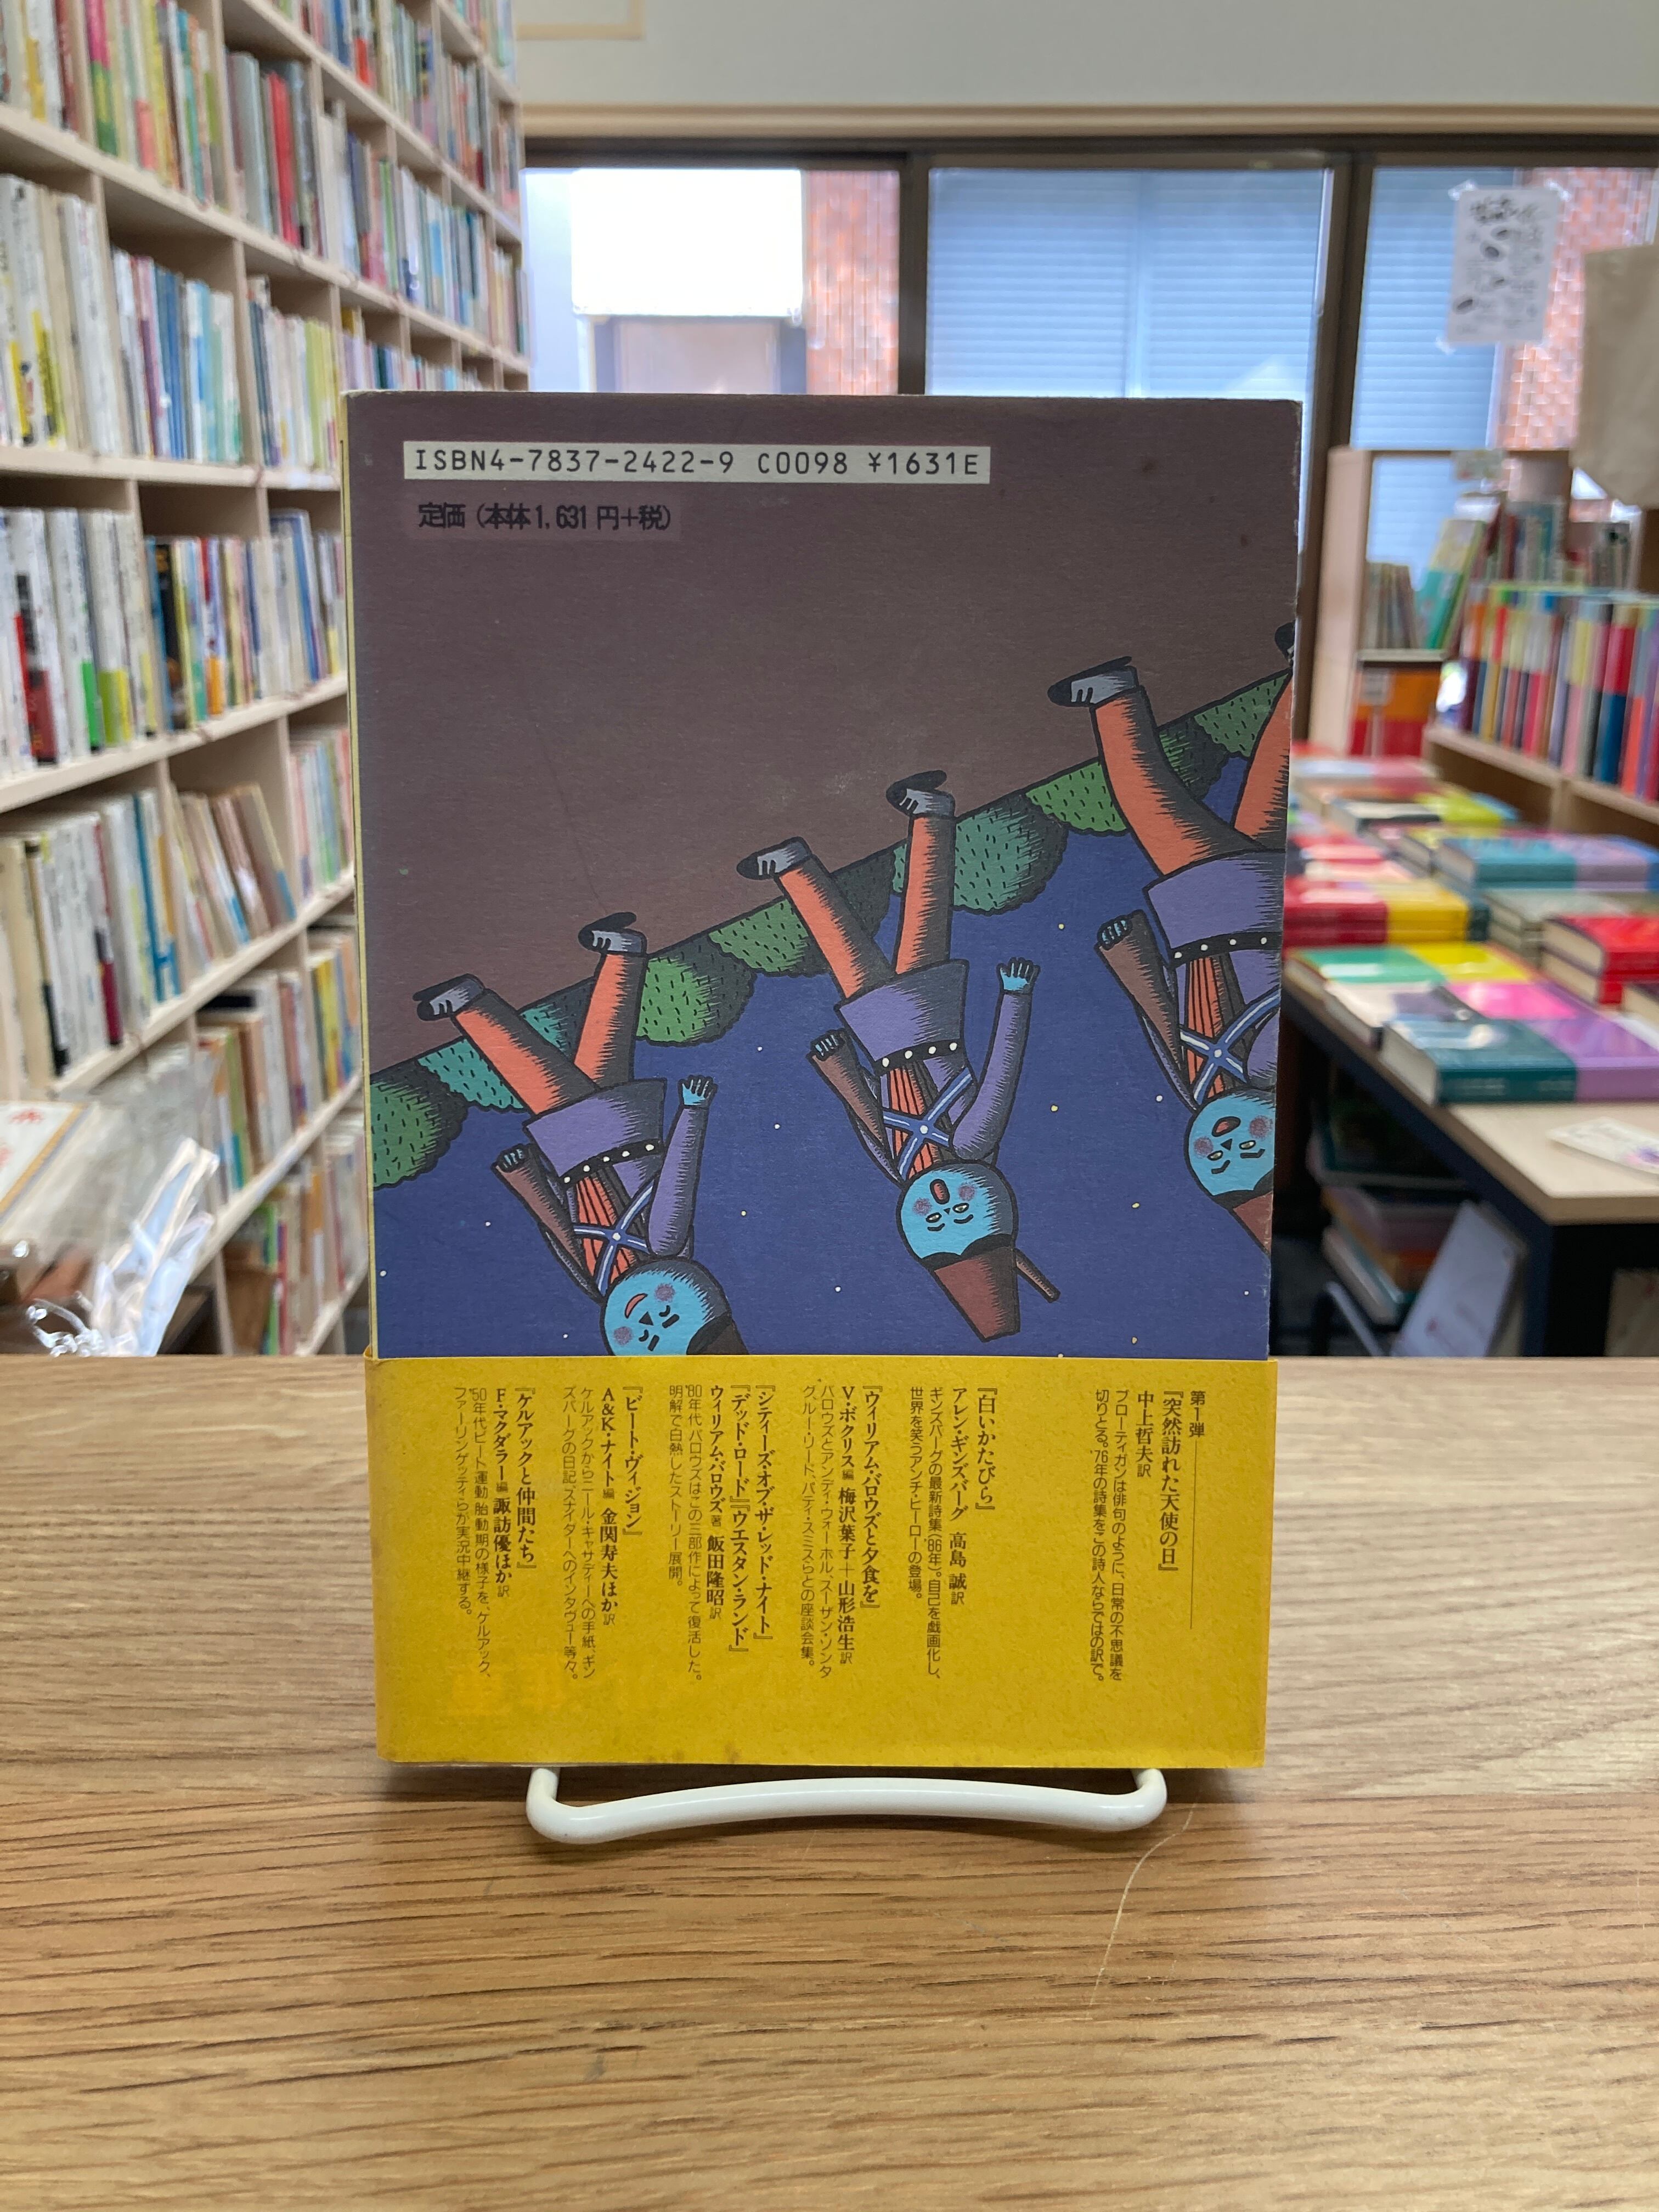 ISBN4-7837-2422-9 C0098 ¥1631E
定価(本体1,631円+税)
第1弾
『突然訪れた天使の日』
中上哲夫訳
ブローティガンは俳句のように、日常の不思議を
切りとる。'76年の詩集をこの詩人ならではの訳で。
『白いかたびら』
アレン・ギンズバーグ 高島 誠訳
ギンズバーグの最新詩集('86年)。自己を戯画化し、
世界を笑うアンチ・ヒーローの登場。
『ウィリアム・バロウズと夕食を』
V・ボクリス編 梅沢葉子+山形浩生訳
バロウズとアンディ・ウォーホル、スーザン・ソンタ
グ、ルー・リード、パティ・スミスらとの座談会集。
『シティーズ・オブ・ザ・レッド・ナイト』
『デッド・ロード』『ウエスタン・ランド』
ウィリアム・バロウズ著 飯田隆昭訳
'80年代バロウズはこの三部作によって復活した。
明解で白熱したストーリー展開。
『ビート・ヴィジョン』
A&K・ナイト編 金関寿夫ほか訳
ケルアックからニール・キャサディーへの手紙、ギン
ズバーグの日記、スナイダーへのインタヴュー等々。
『ケルアックと仲間たち』
F・マクダラー編 諏訪優ほか訳
'50年代ビート運動 胎動期の様子を、ケルアック、
ファーリンゲッティらが実況中継する。